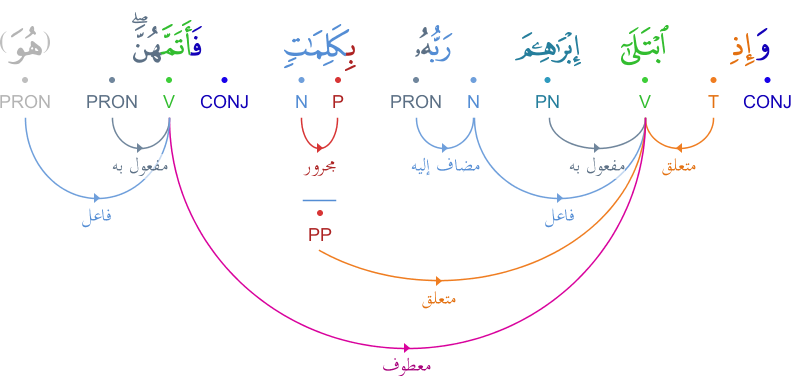 وَإِذِ ٱبْتَلَىٰٓ إِبْرَٰهِـۧمَ رَبُّهُۥ بِكَلِمَٰتٍ فَأَتَمَّهُنَّ ۖ (هُوَ)
CONJ T V PN N PRON P N CONJ V PRON PRON
متعلق مفعول به مضاف إليه مجرور مفعول به
فاعل فاعل
PP
متعلق
معطوف